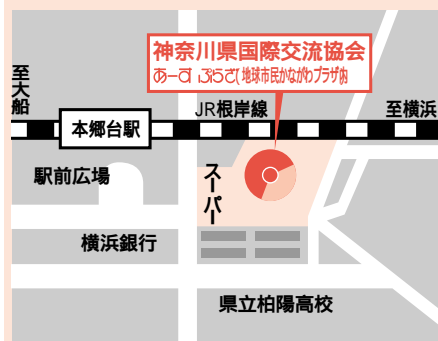 神奈川県国際交流協会
あーす ぷらざ(地球市民かながわプラザ内
至大船
JR根岸線
至横浜
本郷台駅
駅前広場
スーパー
横浜銀行
県立柏陽高校